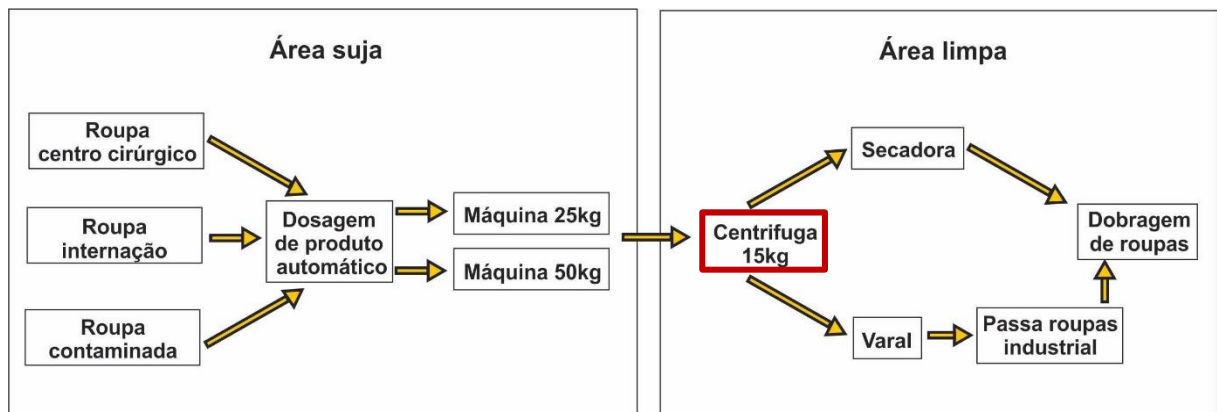 Área suja
Roupa
centro cirúrgico
Roupa
internação
Roupa
contaminada
Dosagem
de produto
automático
Máquina 25kg
Máquina 50kg
Área limpa
Centrifuga
15kg
Secadora
Varal
Passa roupas
industrial
Dobragem
de roupas